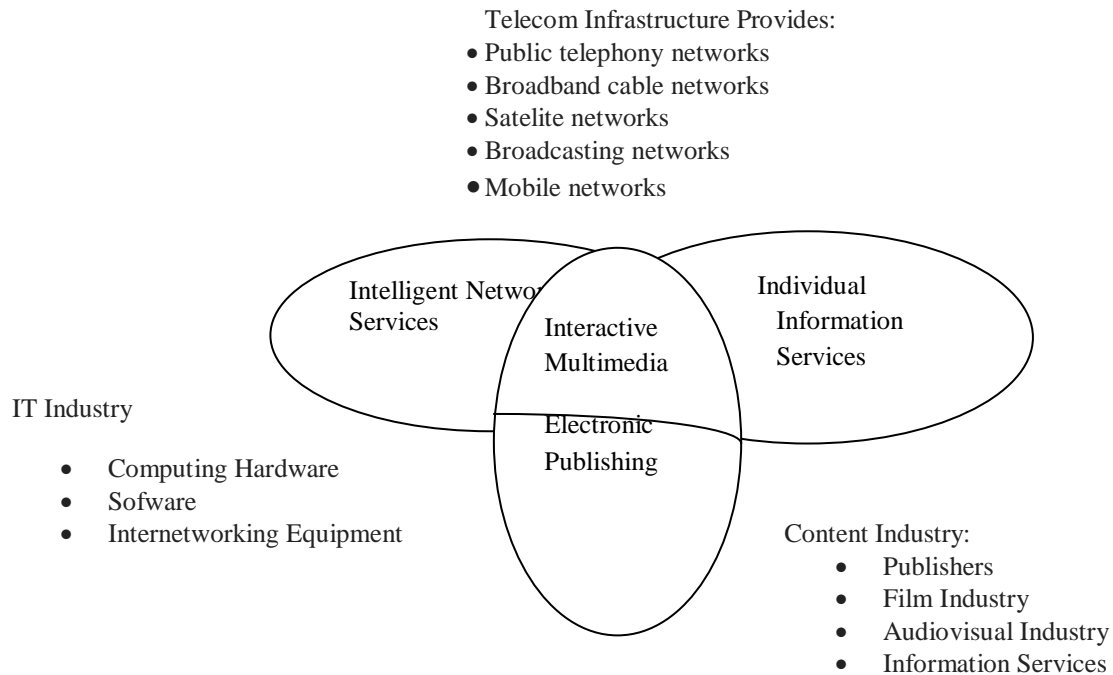 Telecom Infrastructure Provides:
• Public telephony networks
• Broadband cable networks
• Satelite networks
• Broadcasting networks
• Mobile networks
Intelligent Netwo
Services
Interactive
Multimedia
Individual
Information
Services
Electronic
Publishing
IT Industry
• Computing Hardware
• Sofware
• Internetworking Equipment
Content Industry:
• Publishers
• Film Industry
• Audiovisual Industry
• Information Services